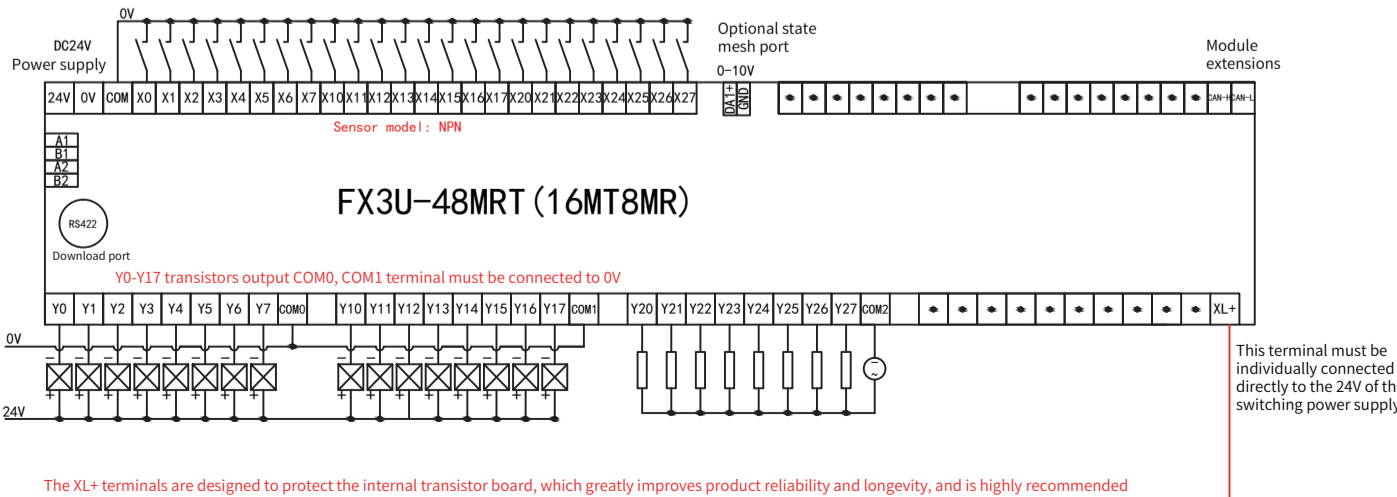 0V
DC24V
Power supply
Optional state
mesh port
0-10V
Module
extensions
24V 0V COM X0 X1 X2 X3 X4 X5 X6 X7 X10 X11 X12 X13 X14 X15 X16 X17 X20 X21 X22 X23 X24 X25 X26 X27 DA1+ GND CAN-H CAN-L
Sensor model: NPN
A1
B1
A2
B2
FX3U-48MRT(16MT8MR)
RS422
Download port
Y0-Y17 transistors output COM0, COM1 terminal must be connected to 0V
Y0 Y1 Y2 Y3 Y4 Y5 Y6 Y7 COM0 Y10 Y11 Y12 Y13 Y14 Y15 Y16 Y17 COM1 Y20 Y21 Y22 Y23 Y24 Y25 Y26 Y27 COM2 XL+
0V
24V
This terminal must be
individually connected
directly to the 24V of th
switching power supply
The XL+ terminals are designed to protect the internal transistor board, which greatly improves product reliability and longevity, and is highly recommended